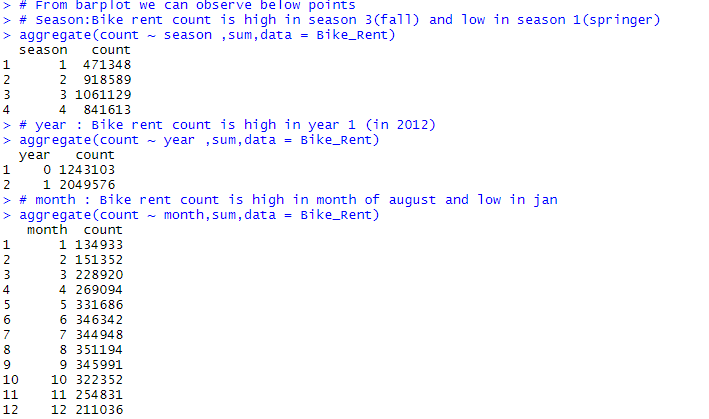 > # From barplot we can observe below points
> # Season:Bike rent count is high in season 3(fall) and low in season 1(springer)
> aggregate(count ~ season ,sum,data = Bike_Rent)
  season   count
1      1  471348
2      2  918589
3      3 1061129
4      4  841613
> # year : Bike rent count is high in year 1 (in 2012)
> aggregate(count ~ year ,sum,data = Bike_Rent)
  year   count
1    0 1243103
2    1 2049576
> # month : Bike rent count is high in month of august and low in jan
> aggregate(count ~ month,sum,data = Bike_Rent)
   month  count
1      1 134933
2      2 151352
3      3 228920
4      4 269094
5      5 331686
6      6 346342
7      7 344948
8      8 351194
9      9 345991
10    10 322352
11    11 254831
12    12 211036